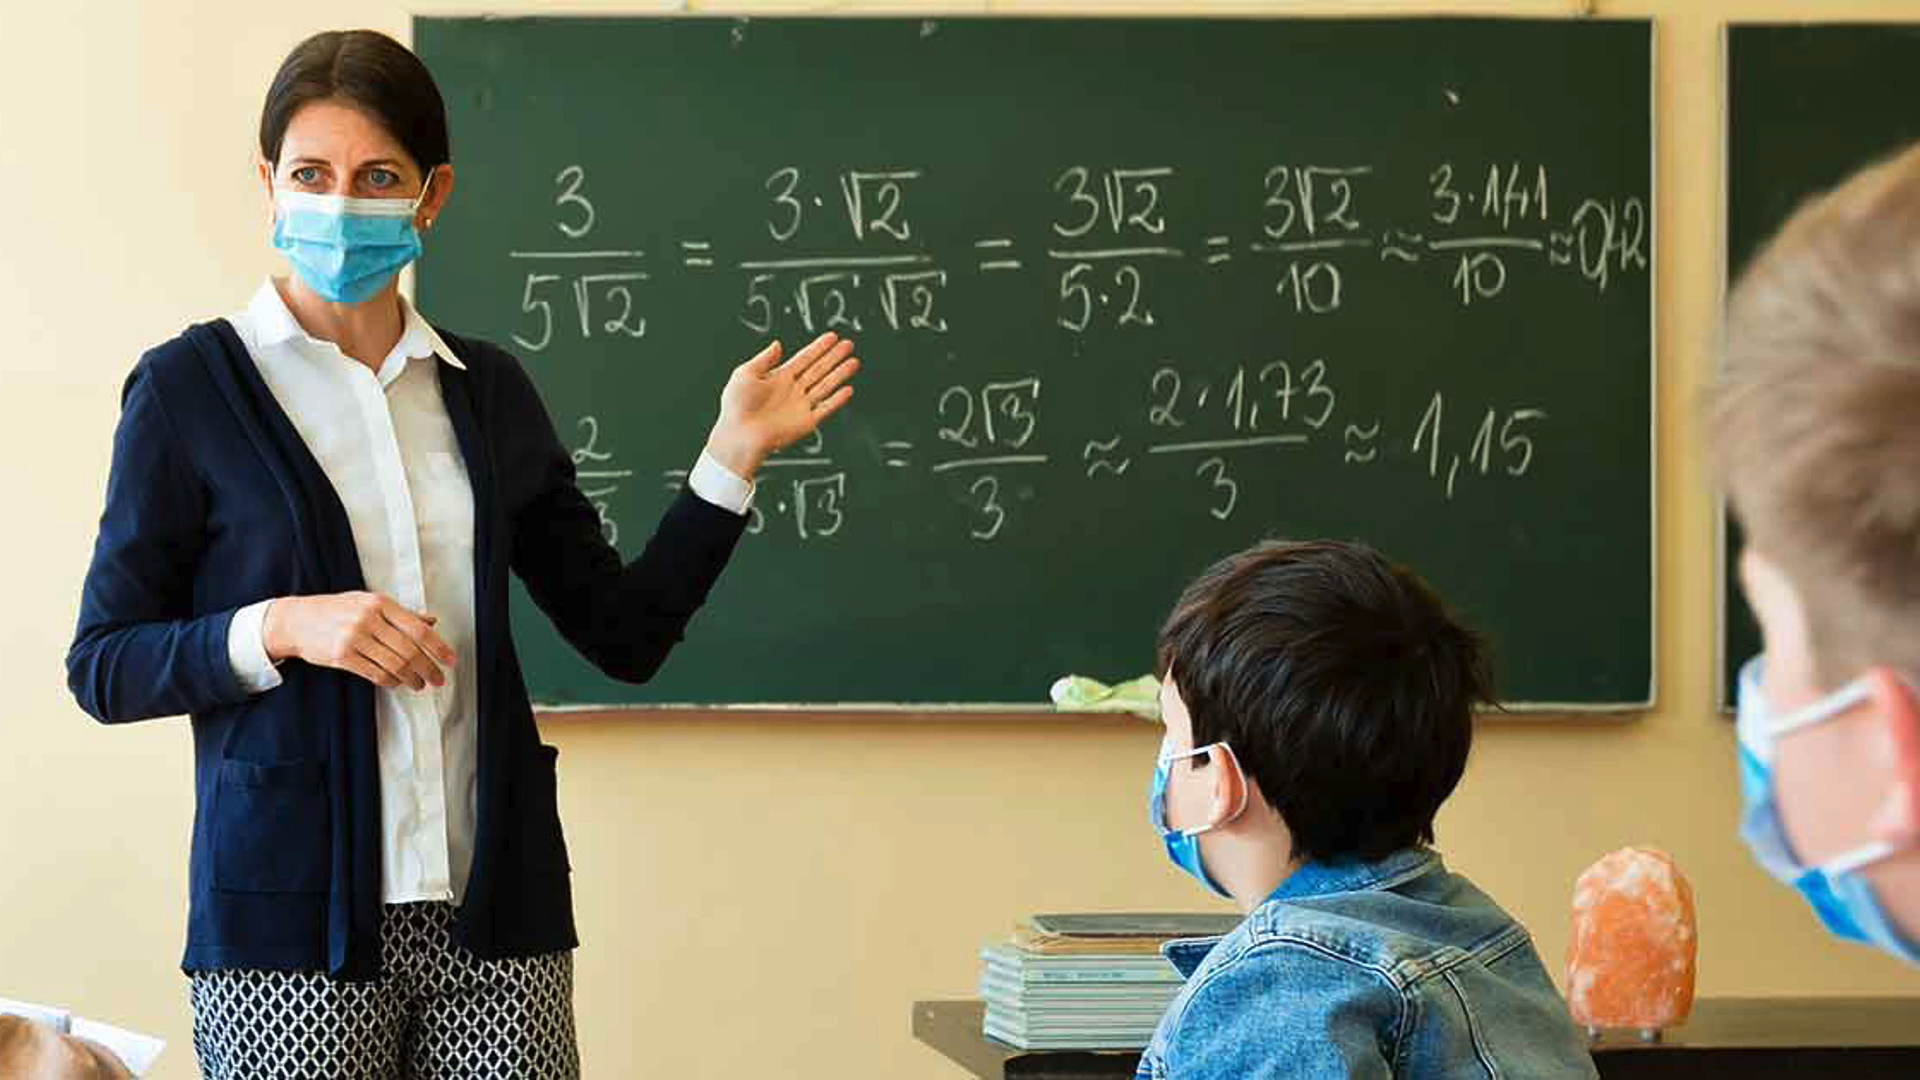 3/5√2 = 3·√2/5·√2·√2 = 3√2/5·2 = 3√2/10 ≈ 3·1,41/10 ≈ 0,42
2/ = /·√3 = 2√3/3 ≈ 2·1,73/3 ≈ 1,15